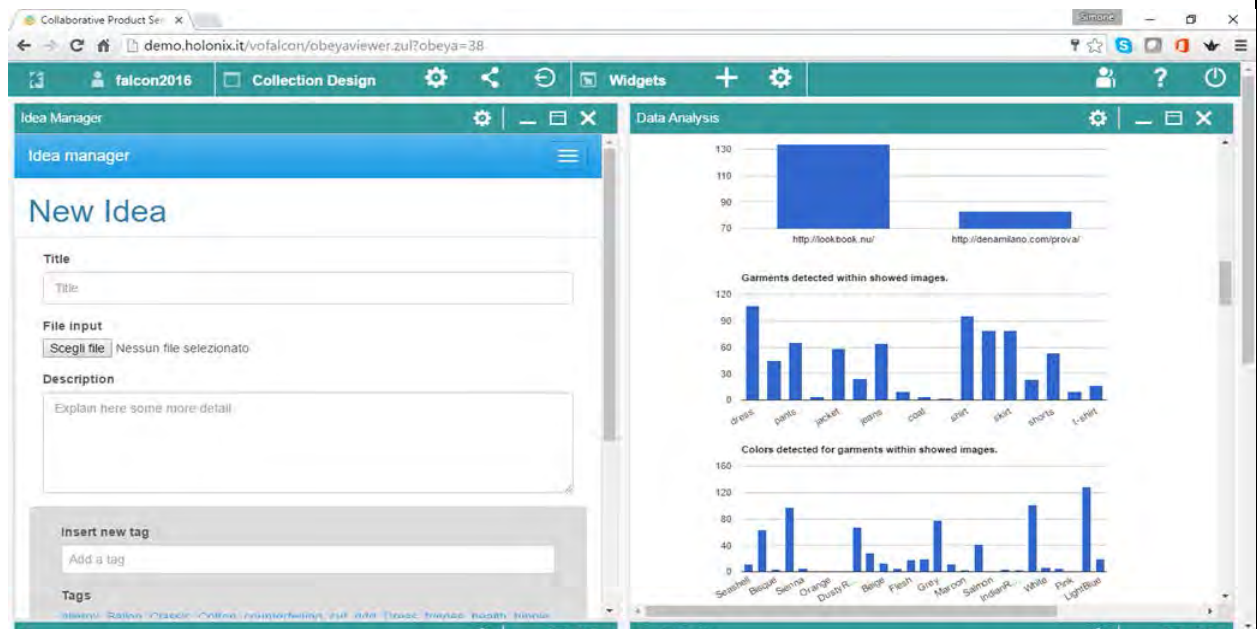 Collaborative Product Ser
Simone
demo.holonix.it/vofalcon/obeyaviewer.zul?obeya=38
falcon2016
Collection Design
Widgets
?
Idea Manager
Data Analysis
Idea manager
New Idea
Title
Title
File input
Scegli file Nessun file selezionato
Description
Explain here some more detail
Insert new tag
Add a tag
Tags
130
110
90
70
http://lookbook.nu/ http://denamilano.com/prova/
Garments detected within showed images.
120
90
60
30
0
dress pants jacket jeans coat shirt skirt shorts t-shirt
Colors detected for garments within showed images.
160
120
80
40
0
Seashell Bisque Sienna Orange DustyR... Beige Flesh Grey Maroon Salmon IndianR... White Pink LightBlue